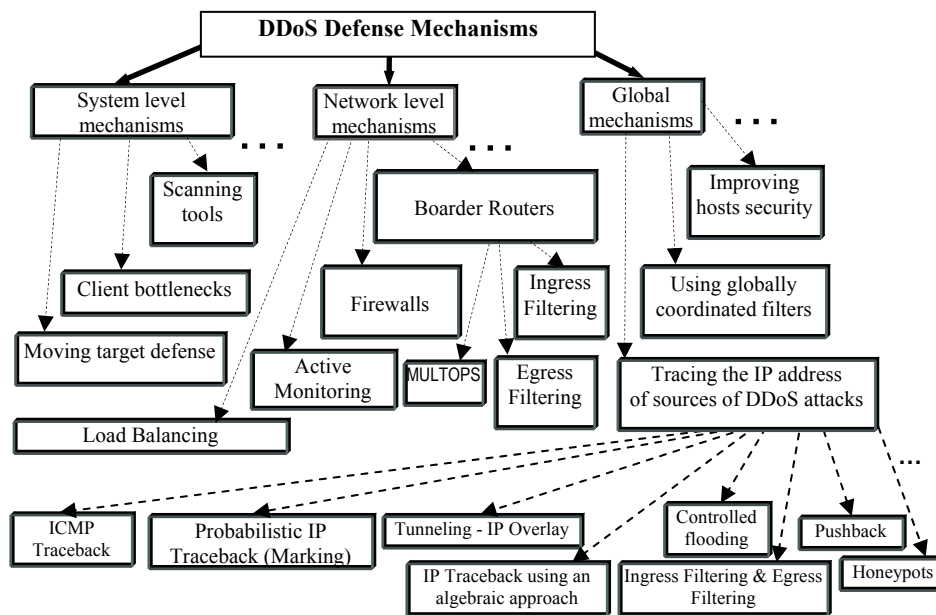 DDoS Defense Mechanisms
System level
mechanisms
Network level
mechanisms
Global
mechanisms
. . .
. . .
. . .
Scanning
tools
Boarder Routers
Improving
hosts security
Client bottlenecks
Firewalls
Ingress
Filtering
Using globally
coordinated filters
Moving target defense
Active
Monitoring
MULTOPS
Egress
Filtering
Tracing the IP address
of sources of DDoS attacks
Load Balancing
...
ICMP
Traceback
Probabilistic IP
Traceback (Marking)
Tunneling - IP Overlay
Controlled
flooding
Pushback
IP Traceback using an
algebraic approach
Ingress Filtering & Egress
Filtering
Honeypots